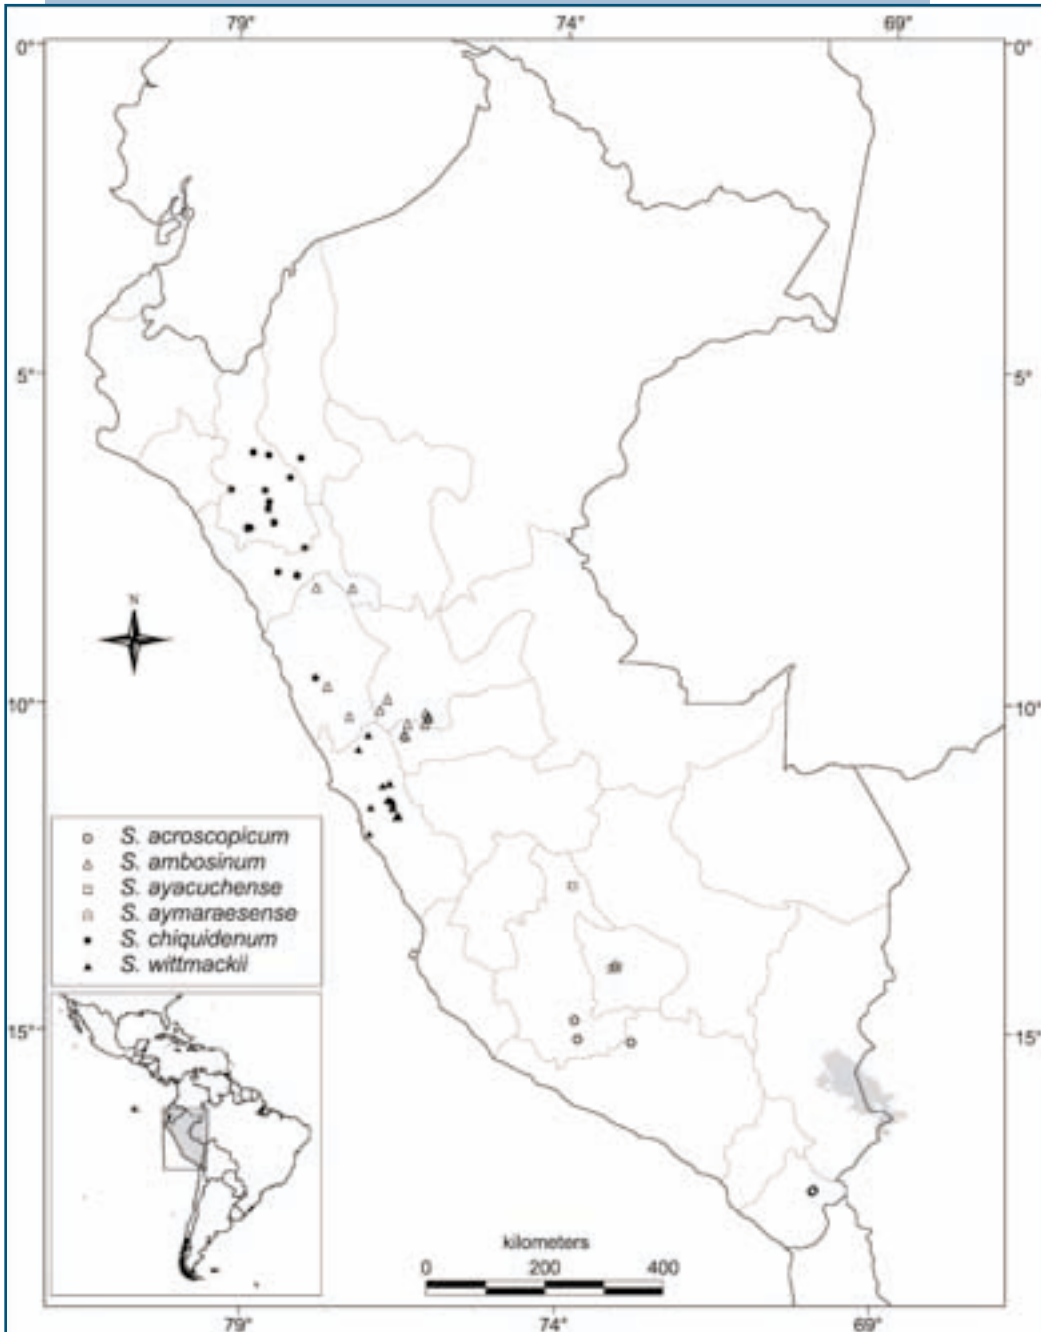 79° 74° 69°
0° 0°
5° 5°
N
10° 10°
S. acroscopicum
S. ambosinum
S. ayacuchense
S. aymaraesense
S. chiquidenum
S. wittmackii
15° 15°
kilometers
0 200 400
79° 74° 69°